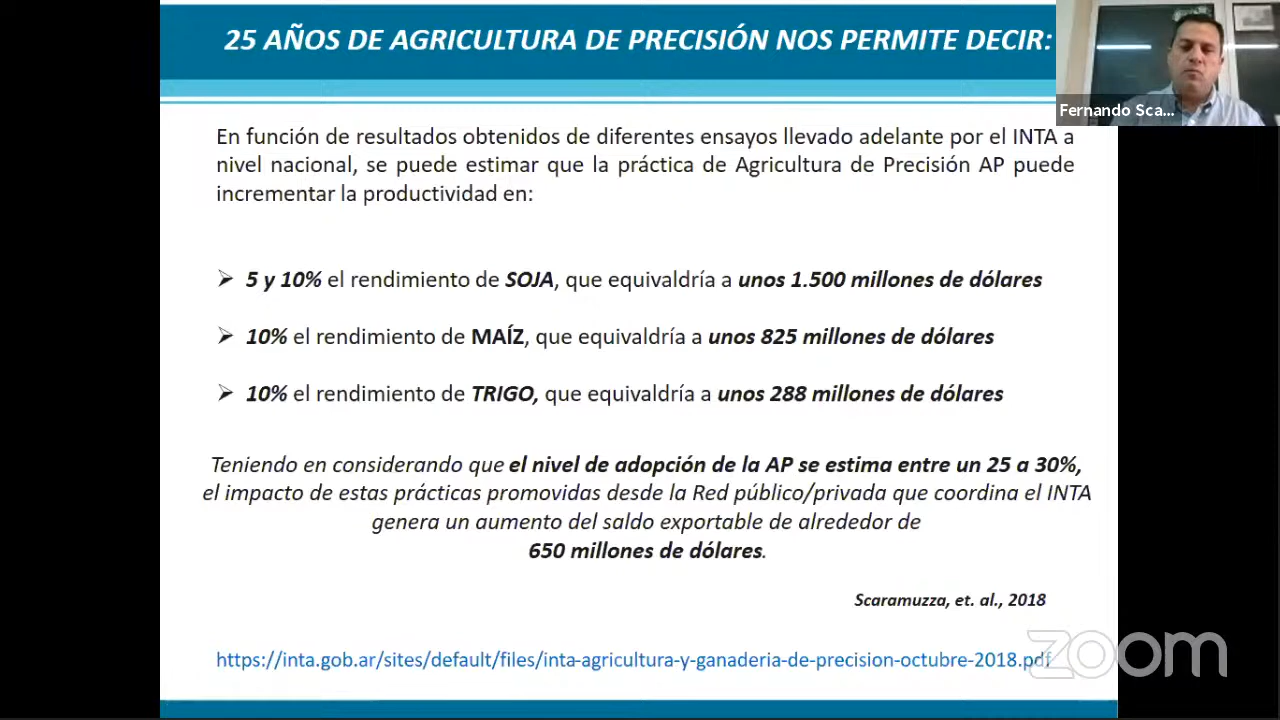 25 AÑOS DE AGRICULTURA DE PRECISIÓN NOS PERMITE DECIR:
Fernando Sca...
En función de resultados obtenidos de diferentes ensayos llevado adelante por el INTA a
nivel nacional, se puede estimar que la práctica de Agricultura de Precisión AP puede
incrementar la productividad en:
➢ 5 y 10% el rendimiento de SOJA, que equivaldría a unos 1.500 millones de dólares
➢ 10% el rendimiento de MAÍZ, que equivaldría a unos 825 millones de dólares
➢ 10% el rendimiento de TRIGO, que equivaldría a unos 288 millones de dólares
Teniendo en considerando que el nivel de adopción de la AP se estima entre un 25 a 30%,
el impacto de estas prácticas promovidas desde la Red público/privada que coordina el INTA
genera un aumento del saldo exportable de alrededor de
650 millones de dólares.
Scaramuzza, et. al., 2018
https://inta.gob.ar/sites/default/files/inta-agricultura-y-ganaderia-de-precision-octubre-2018.pdf
zoom